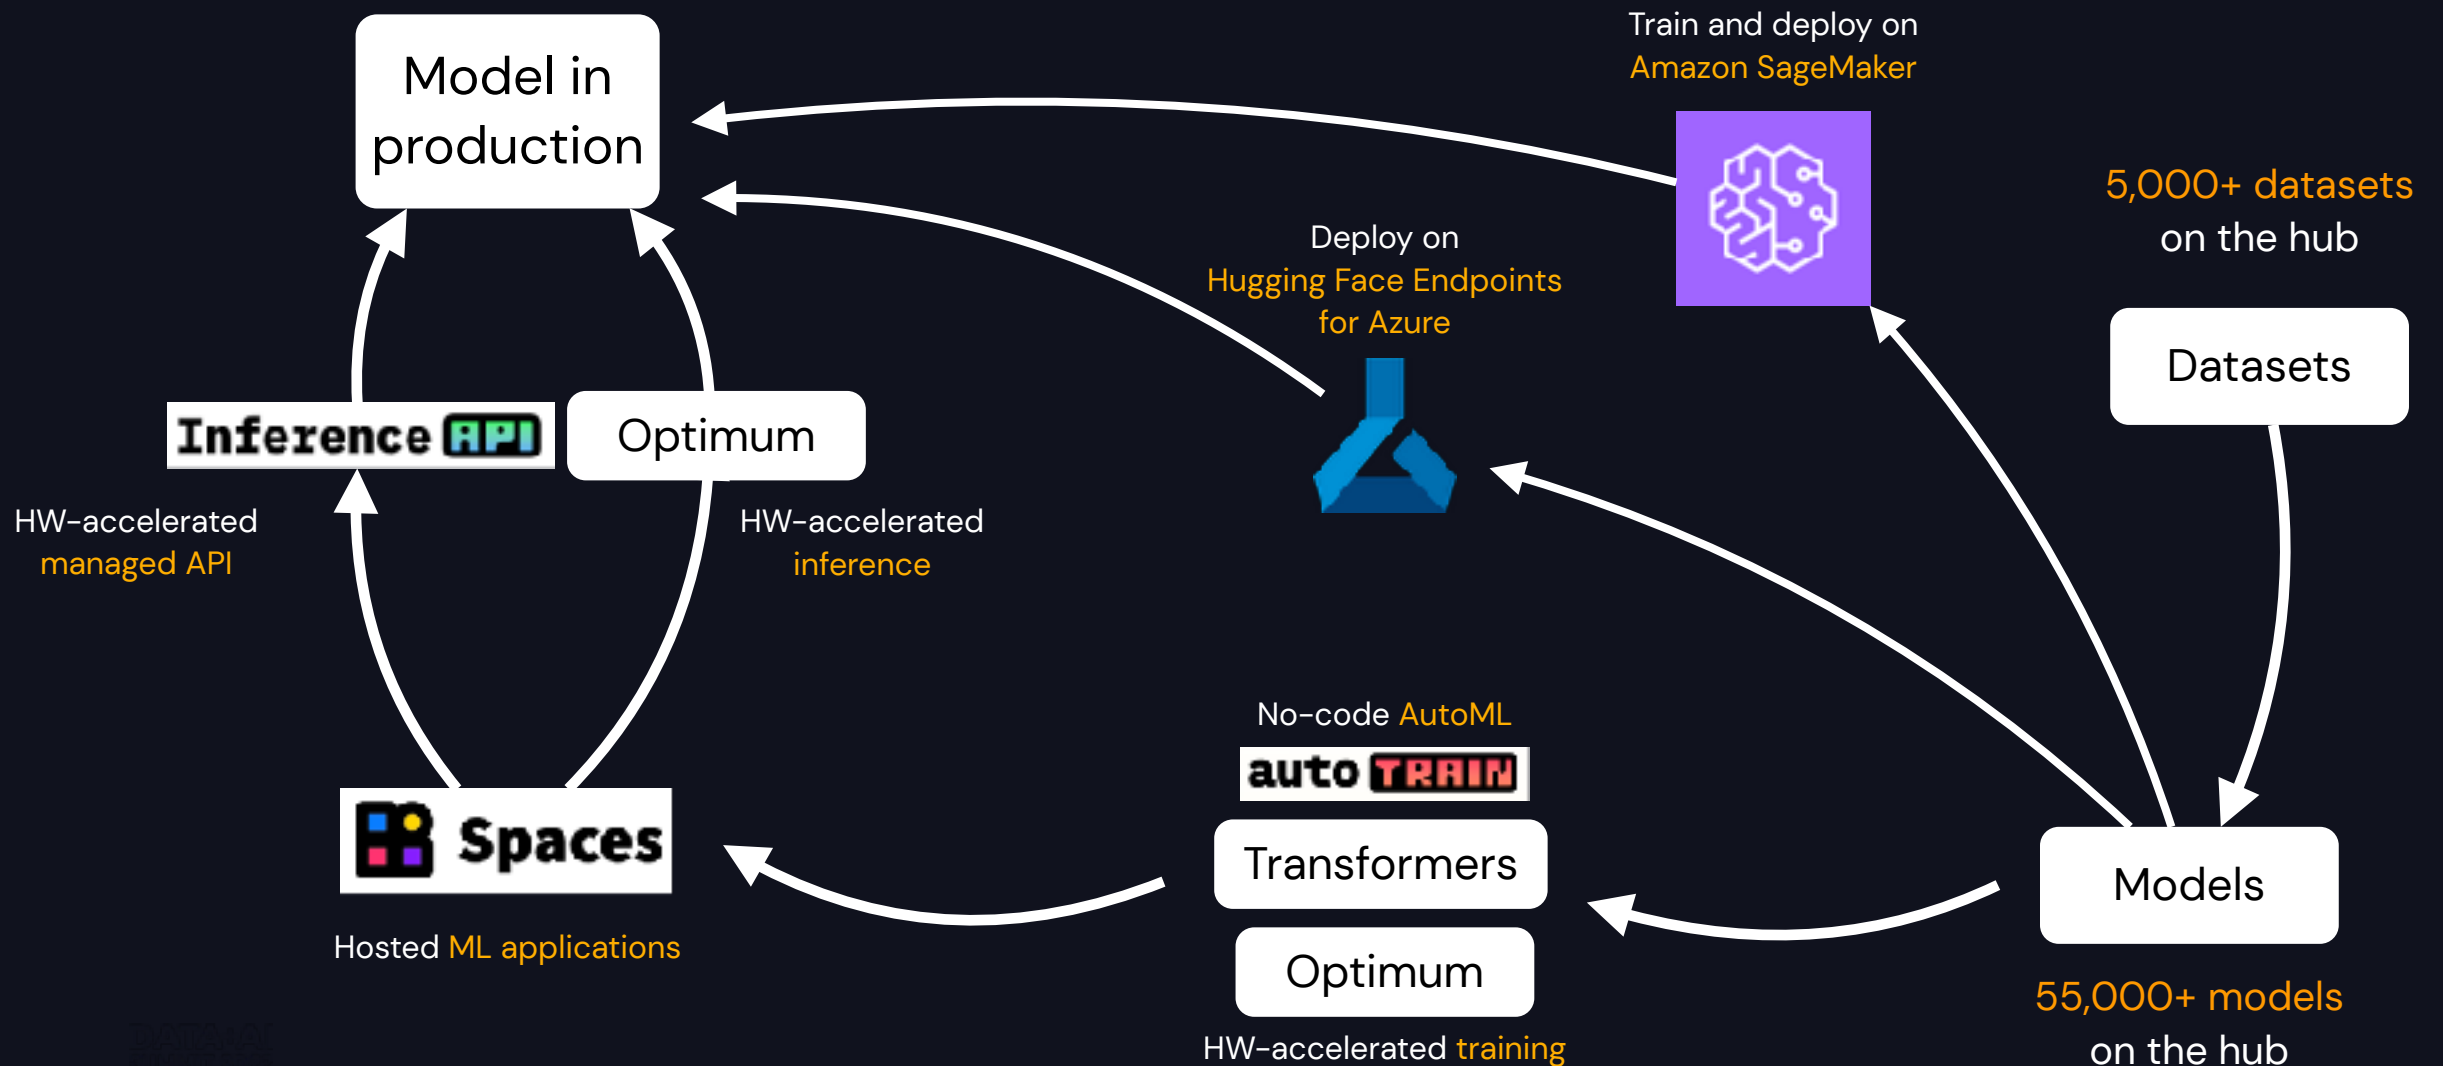 Model in
production
Train and deploy on
Amazon SageMaker
5,000+ datasets
on the hub
Deploy on
Hugging Face Endpoints
for Azure
Datasets
Inference API
Optimum
HW-accelerated
managed API
HW-accelerated
inference
No-code AutoML
auto TRAIN
Transformers
Optimum
HW-accelerated training
Spaces
Hosted ML applications
Models
55,000+ models
on the hub